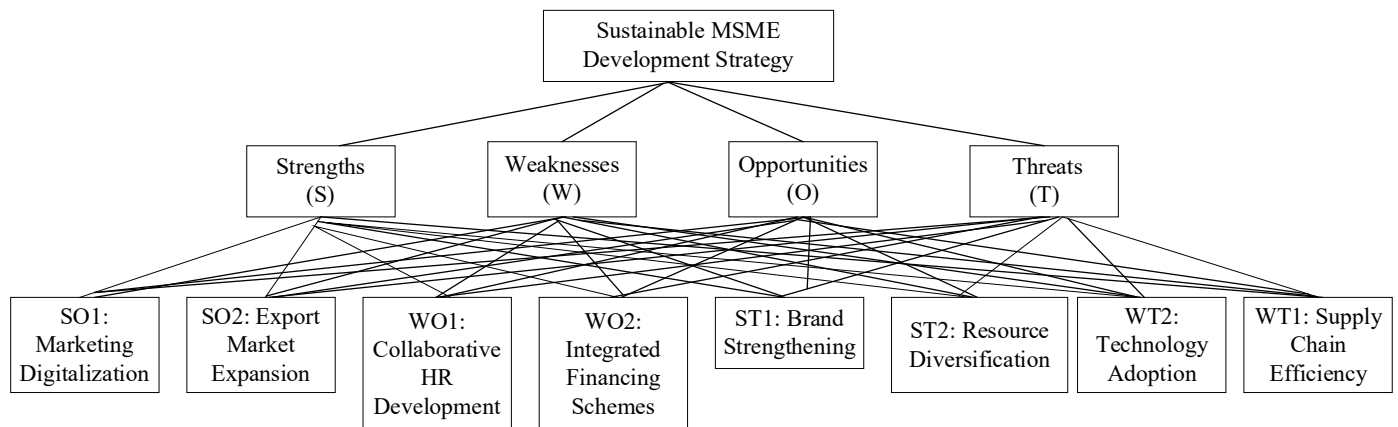 Sustainable MSME
Development Strategy
Strengths
(S)
Weaknesses
(W)
Opportunities
(O)
Threats
(T)
SO1:
Marketing
Digitalization
SO2: Export
Market
Expansion
WO1:
Collaborative
HR
Development
WO2:
Integrated
Financing
Schemes
ST1: Brand
Strengthening
ST2: Resource
Diversification
WT2:
Technology
Adoption
WT1: Supply
Chain
Efficiency